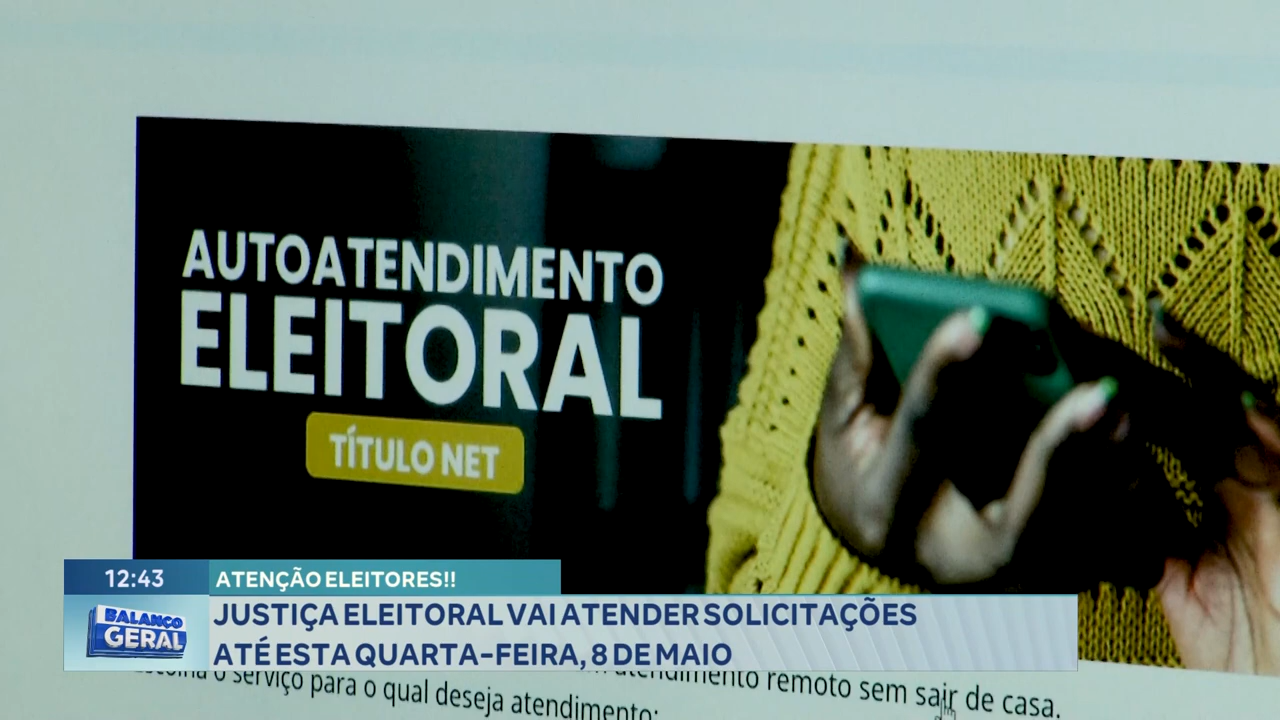 AUTOATENDIMENTO
ELEITORAL
TÍTULO NET
12:43
ATENÇÃO ELEITORES!!
BALANÇO
GERAL
JUSTIÇA ELEITORAL VAI ATENDER SOLICITAÇÕES
ATÉ ESTA QUARTA-FEIRA, 8 DE MAIO
atendimento remoto sem sair de casa.
o serviço para o qual deseja atendimento: